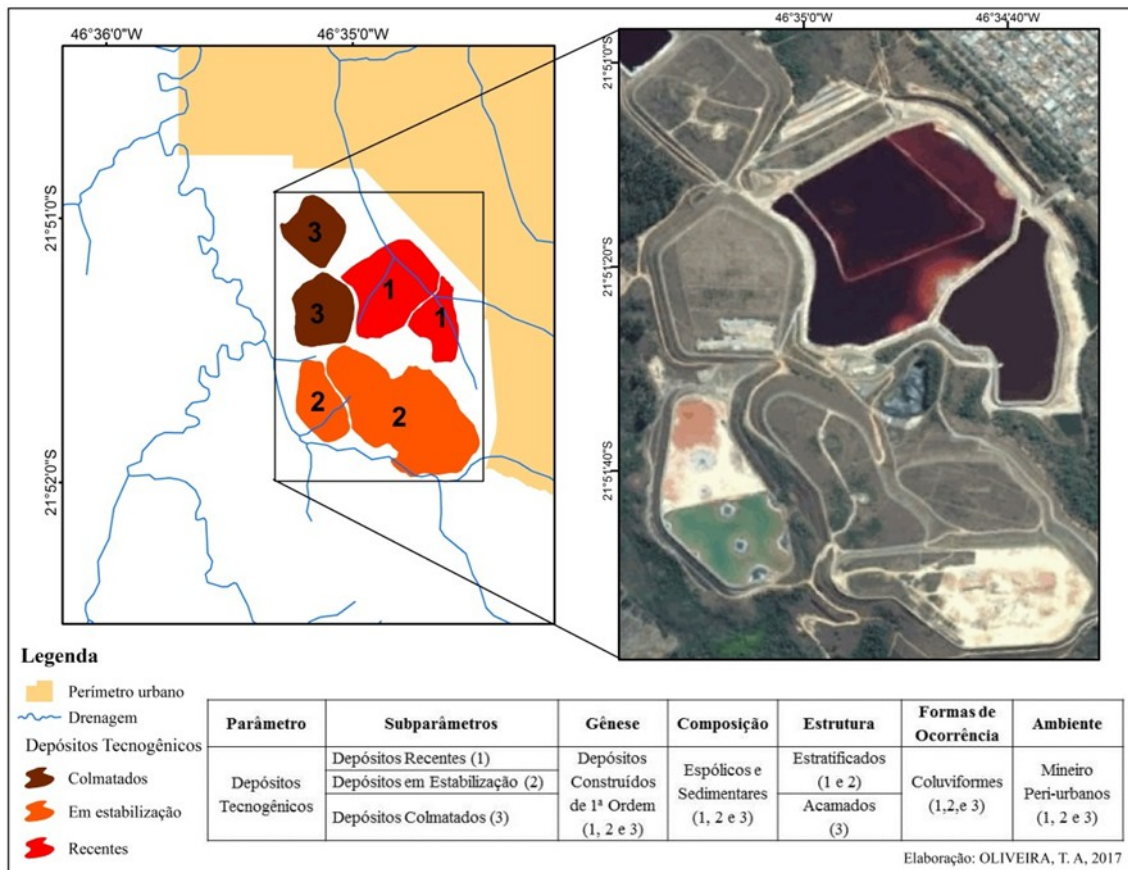 46°36'0"W
46°35'0"W
46°35'0"W
46°34'40"W
21°51'0"S
21°52'0"S
21°51'0"S
21°51'20"S
21°51'40"S
3
3
1
1
2
2
Legenda
Perímetro urbano
Drenagem
Depósitos Tecnogênicos
Colmatados
Em estabilização
Recentes
Parâmetro
Subparâmetros
Gênese
Composição
Estrutura
Formas de
Ocorrência
Ambiente
Depósitos
Tecnogênicos
Depósitos Recentes (1)
Depósitos em Estabilização (2)
Depósitos Colmatados (3)
Depósitos
Construídos
de 1ª Ordem
(1, 2 e 3)
Espólicos e
Sedimentares
(1, 2 e 3)
Estratificados
(1 e 2)
Acamados
(3)
Coluviformes
(1,2,e 3)
Mineiro
Peri-urbanos
(1, 2 e 3)
Elaboração: OLIVEIRA, T. A, 2017